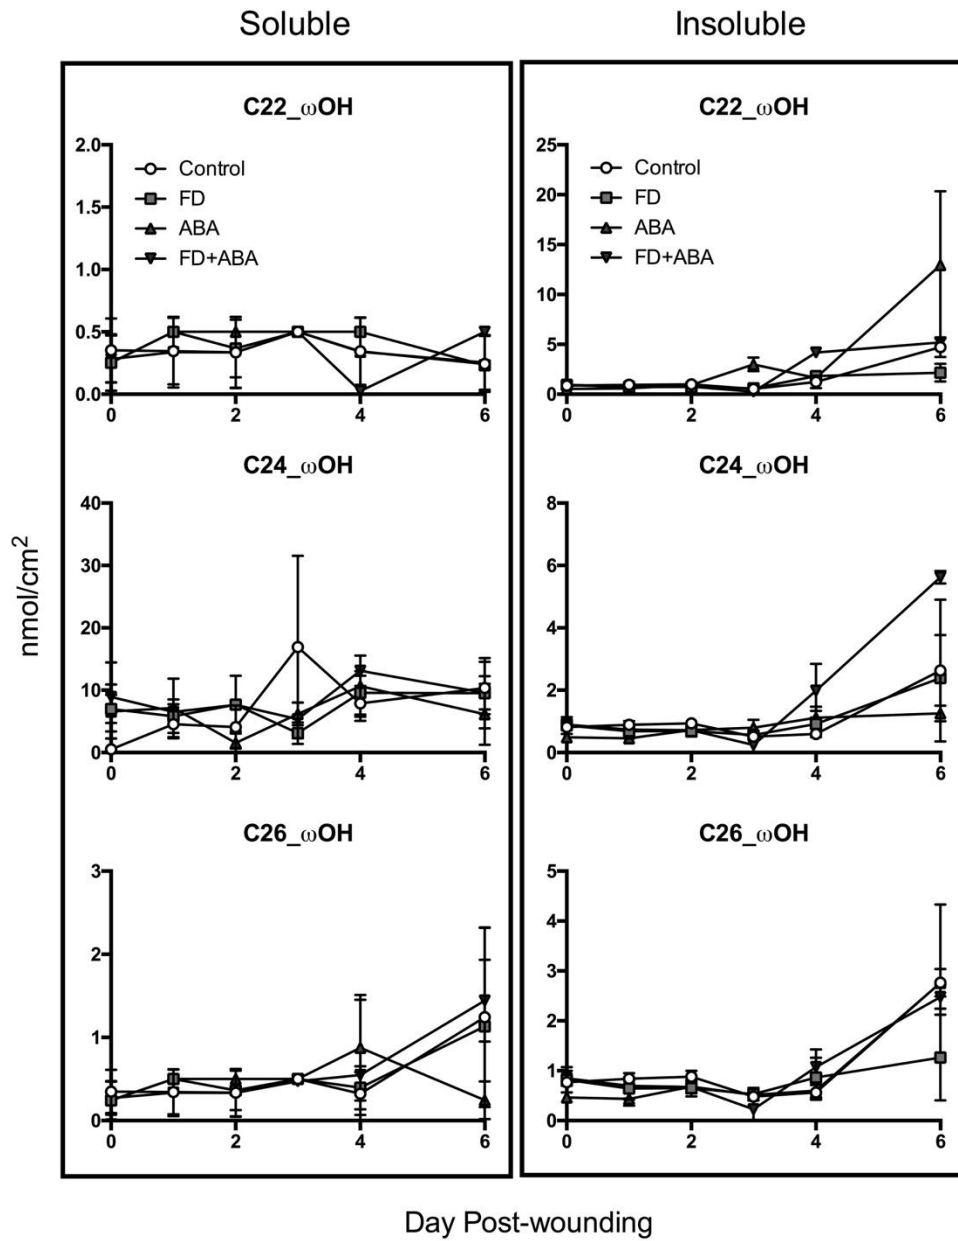 Soluble
Insoluble
C22_ωOH
2.0
1.5
1.0
0.5
0.0
0 2 4 6
Control
FD
ABA
FD+ABA
C22_ωOH
25
20
15
10
5
0
0 2 4 6
Control
FD
ABA
FD+ABA
C24_ωOH
40
30
20
10
0
0 2 4 6
C24_ωOH
8
6
4
2
0
0 2 4 6
C26_ωOH
3
2
1
0
0 2 4 6
C26_ωOH
5
4
3
2
1
0
0 2 4 6
nmol/cm²
Day Post-wounding